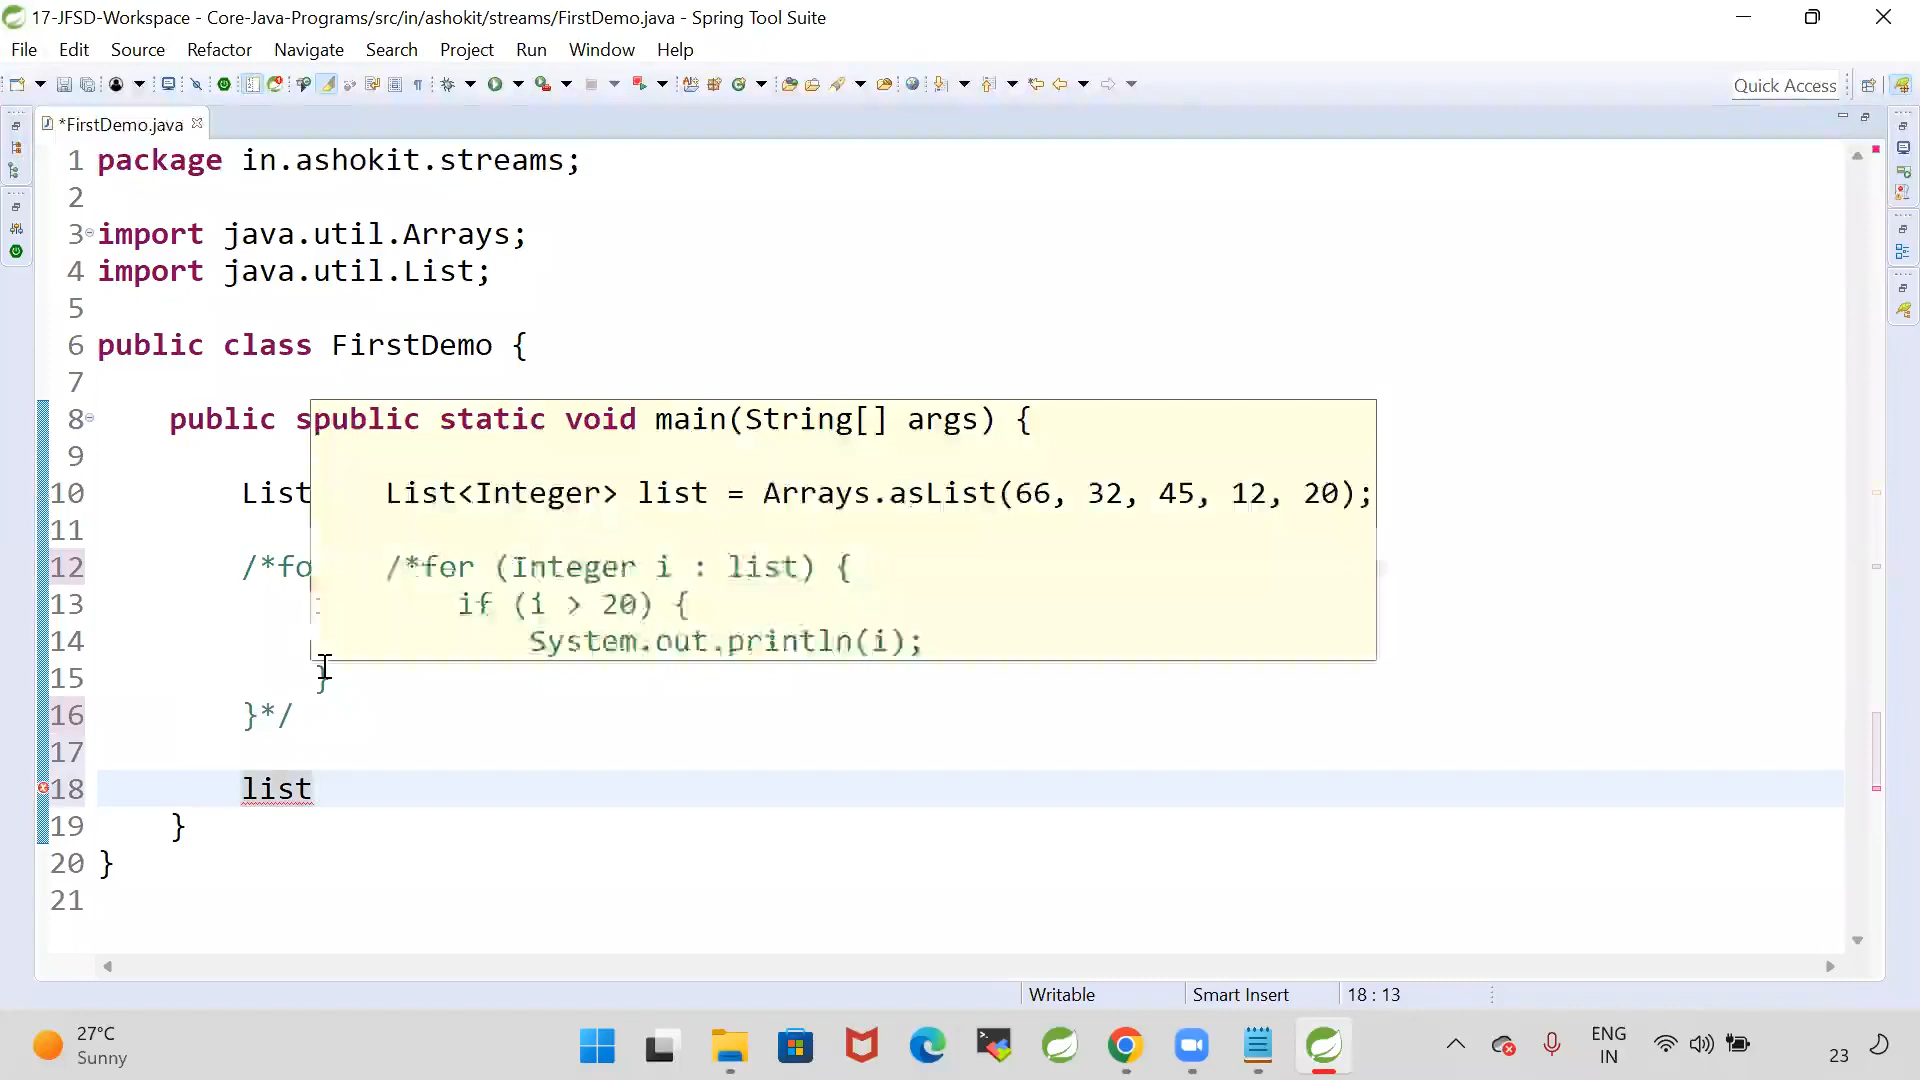 17-JFSD-Workspace - Core-Java-Programs/src/in/ashokit/streams/FirstDemo.java - Spring Tool Suite
File Edit Source Refactor Navigate Search Project Run Window Help
Quick Access
*FirstDemo.java
1 package in.ashokit.streams;
2
3 import java.util.Arrays;
4 import java.util.List;
5
6 public class FirstDemo {
7
8 public s
9
10 List
11
12 /*fo
13
14
15 }
16 }*/
17
18 list
19 }
20 }
21
public static void main(String[] args) {
List<Integer> list = Arrays.asList(66, 32, 45, 12, 20);
/*for (Integer i : list) {
if (i > 20) {
System.out.println(i);
Writable Smart Insert 18 : 13
27°C
Sunny
ENG
IN
23